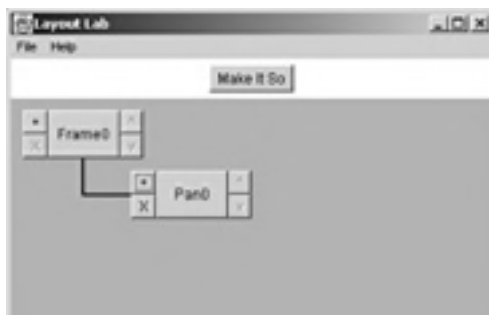 Layout Lab
File Help
Make It So
+ Frame0 ^
X v
+ Pan0 ^
X v